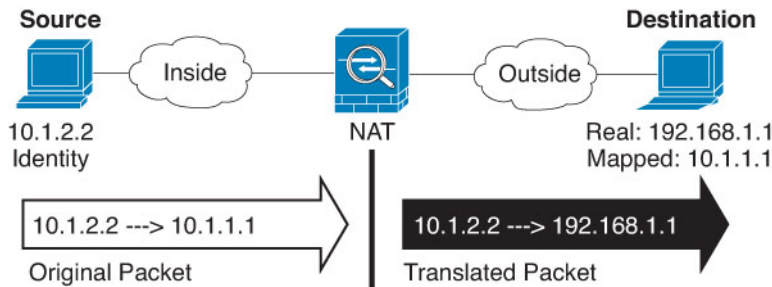 Source
Destination
Inside
Outside
10.1.2.2
Identity
NAT
Real: 192.168.1.1
Mapped: 10.1.1.1
10.1.2.2 ---> 10.1.1.1
10.1.2.2 ---> 192.168.1.1
Original Packet
Translated Packet